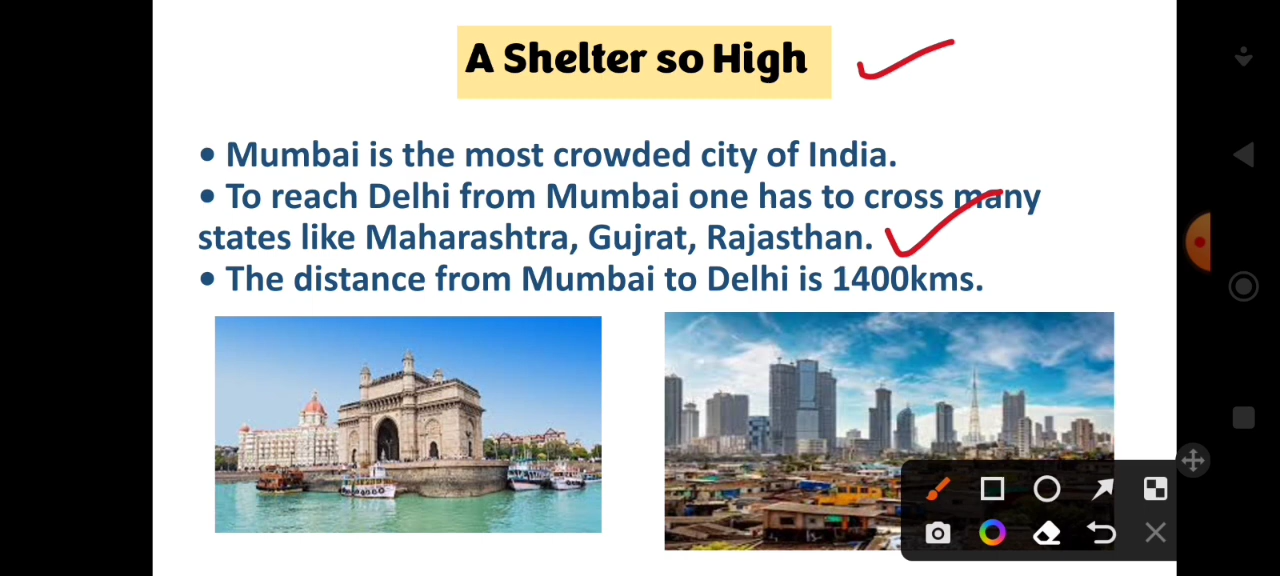 A Shelter so High
• Mumbai is the most crowded city of India.
• To reach Delhi from Mumbai one has to cross many
states like Maharashtra, Gujrat, Rajasthan.
• The distance from Mumbai to Delhi is 1400kms.